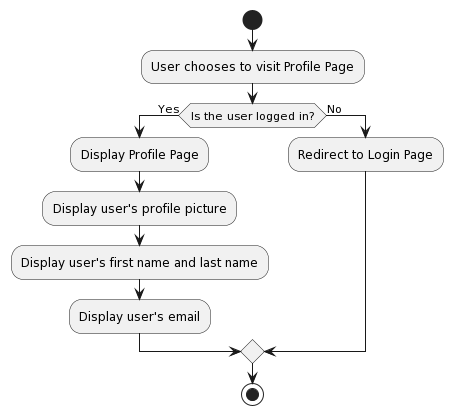 User chooses to visit Profile Page
Is the user logged in?
Yes
No
Display Profile Page
Redirect to Login Page
Display user's profile picture
Display user's first name and last name
Display user's email